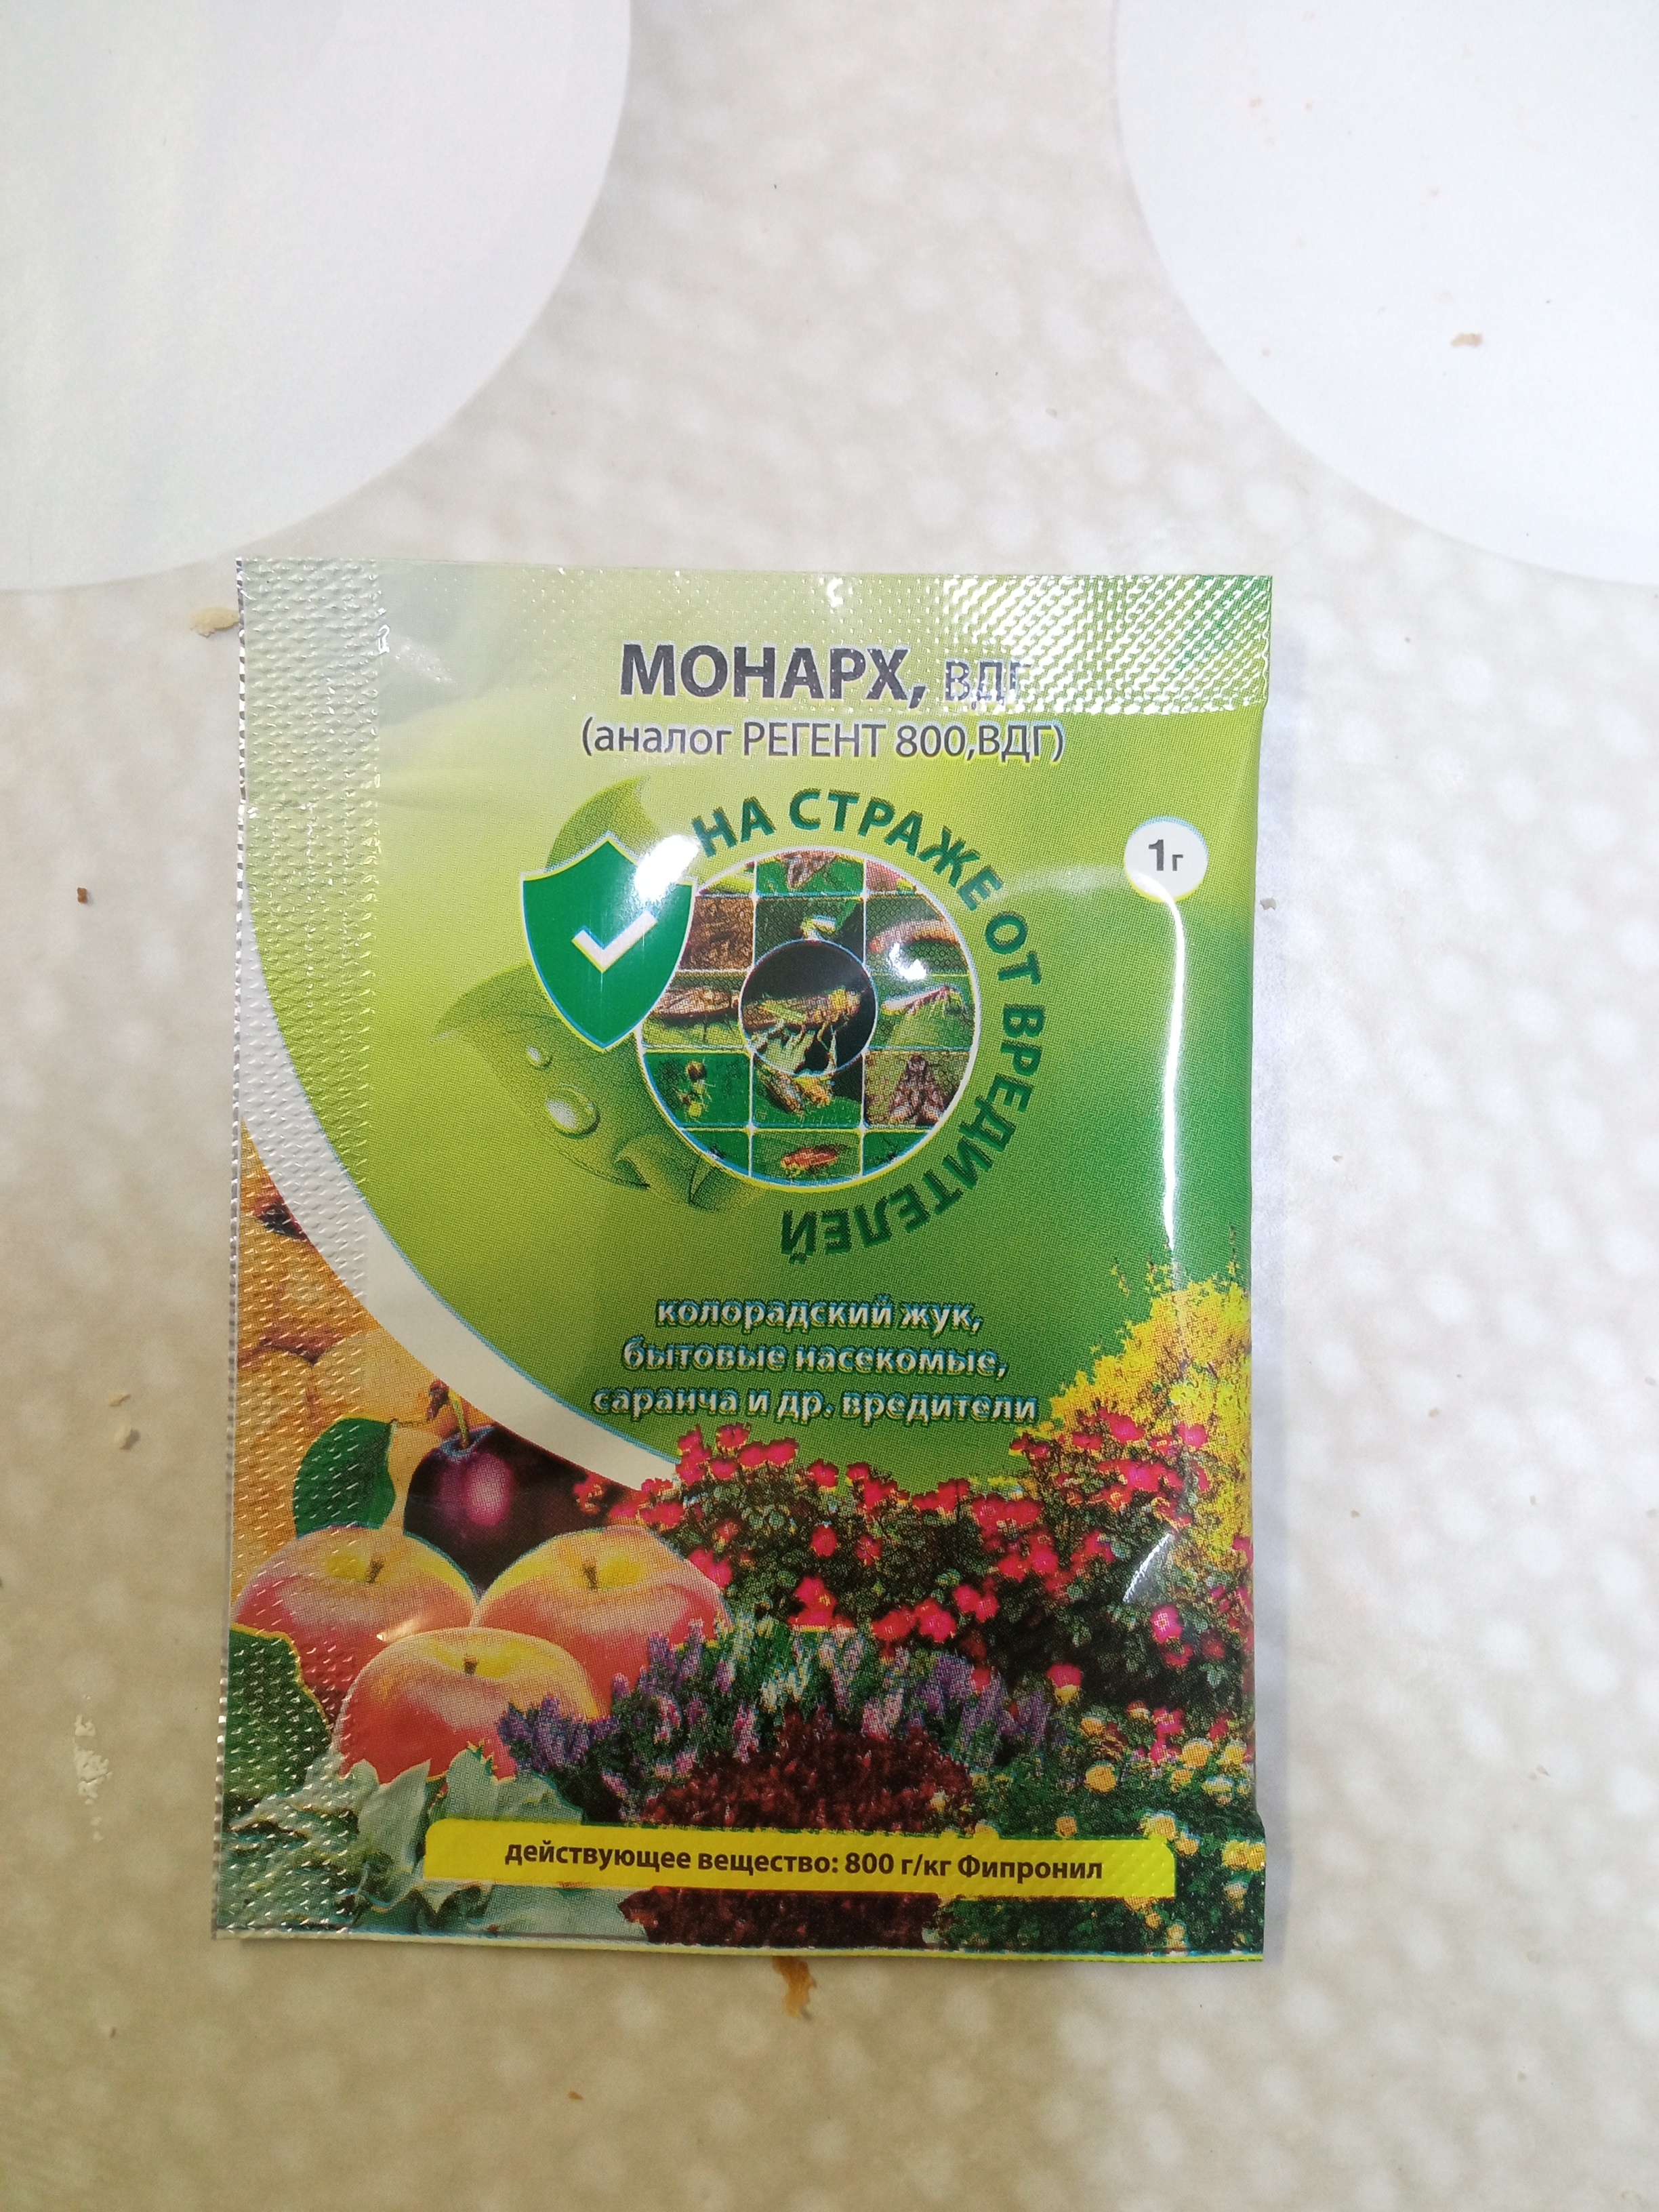 МОНАРХ, ВДГ
(аналог РЕГЕНТ 800,ВДГ)
НА СТРАЖЕ ОТ ВРЕДИТЕЛЕЙ
1г
колорадский жук,
бытовые насекомые,
саранча и др. вредители
действующее вещество: 800 г/кг Фипронил